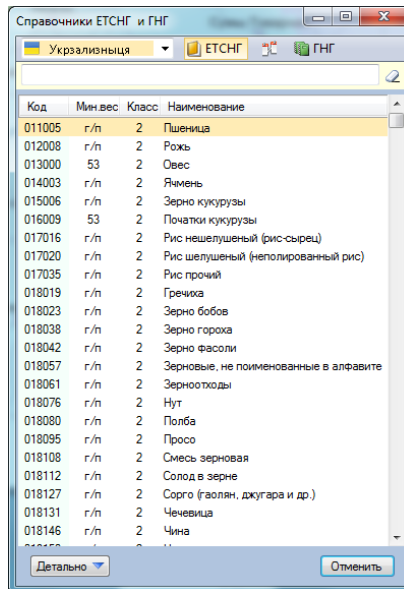 Справочники ЕТСНГ и ГНГ
Укрзализныця ЕТСНГ ГНГ
Код Мин.вес Класс Наименование
011005 г/п 2 Пшеница
012008 г/п 2 Рожь
013000 53 2 Овес
014003 г/п 2 Ячмень
015006 г/п 2 Зерно кукурузы
016009 53 2 Початки кукурузы
017016 г/п 2 Рис нешелушеный (рис-сырец)
017020 г/п 2 Рис шелушеный (неполированный рис)
017035 г/п 2 Рис прочий
018019 г/п 2 Гречиха
018023 г/п 2 Зерно бобов
018038 г/п 2 Зерно гороха
018042 г/п 2 Зерно фасоли
018057 г/п 2 Зерновые, не поименованные в алфавите
018061 г/п 2 Зерноотходы
018076 г/п 2 Нут
018080 г/п 2 Полба
018095 г/п 2 Просо
018108 г/п 2 Смесь зерновая
018112 г/п 2 Солод в зерне
018127 г/п 2 Сорго (гаолян, джугара и др.)
018131 г/п 2 Чечевица
018146 г/п 2 Чина
Детально Отменить